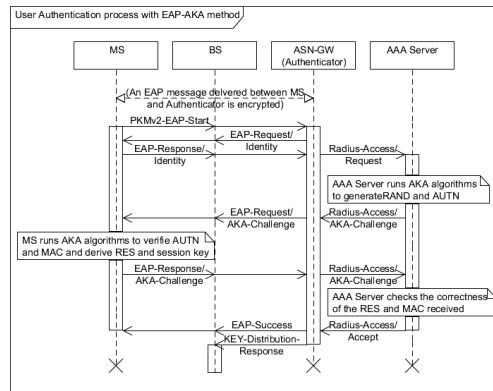 User Authentication process with EAP-AKA method
MS
BS
ASN-GW
(Authenticator)
AAA Server
(An EAP message delivered between MS
and Authenticator is encrypted)
PKMv2-EAP-Start
EAP-Request/
Identity
EAP-Response/
Identity
Radius-Access/
Request
AAA Server runs AKA algorithms
to generateRAND and AUTN
EAP-Request/
AKA-Challenge
Radius-Access/
AKA-Challenge
MS runs AKA algorithms to verifie AUTN
and MAC and derive RES and session key
EAP-Response/
AKA-Challenge
Radius-Access/
AKA-Challenge
AAA Server checks the correctness
of the RES and MAC received
EAP-Success
Radius-Access/
Accept
KEY-Distribution-
Response